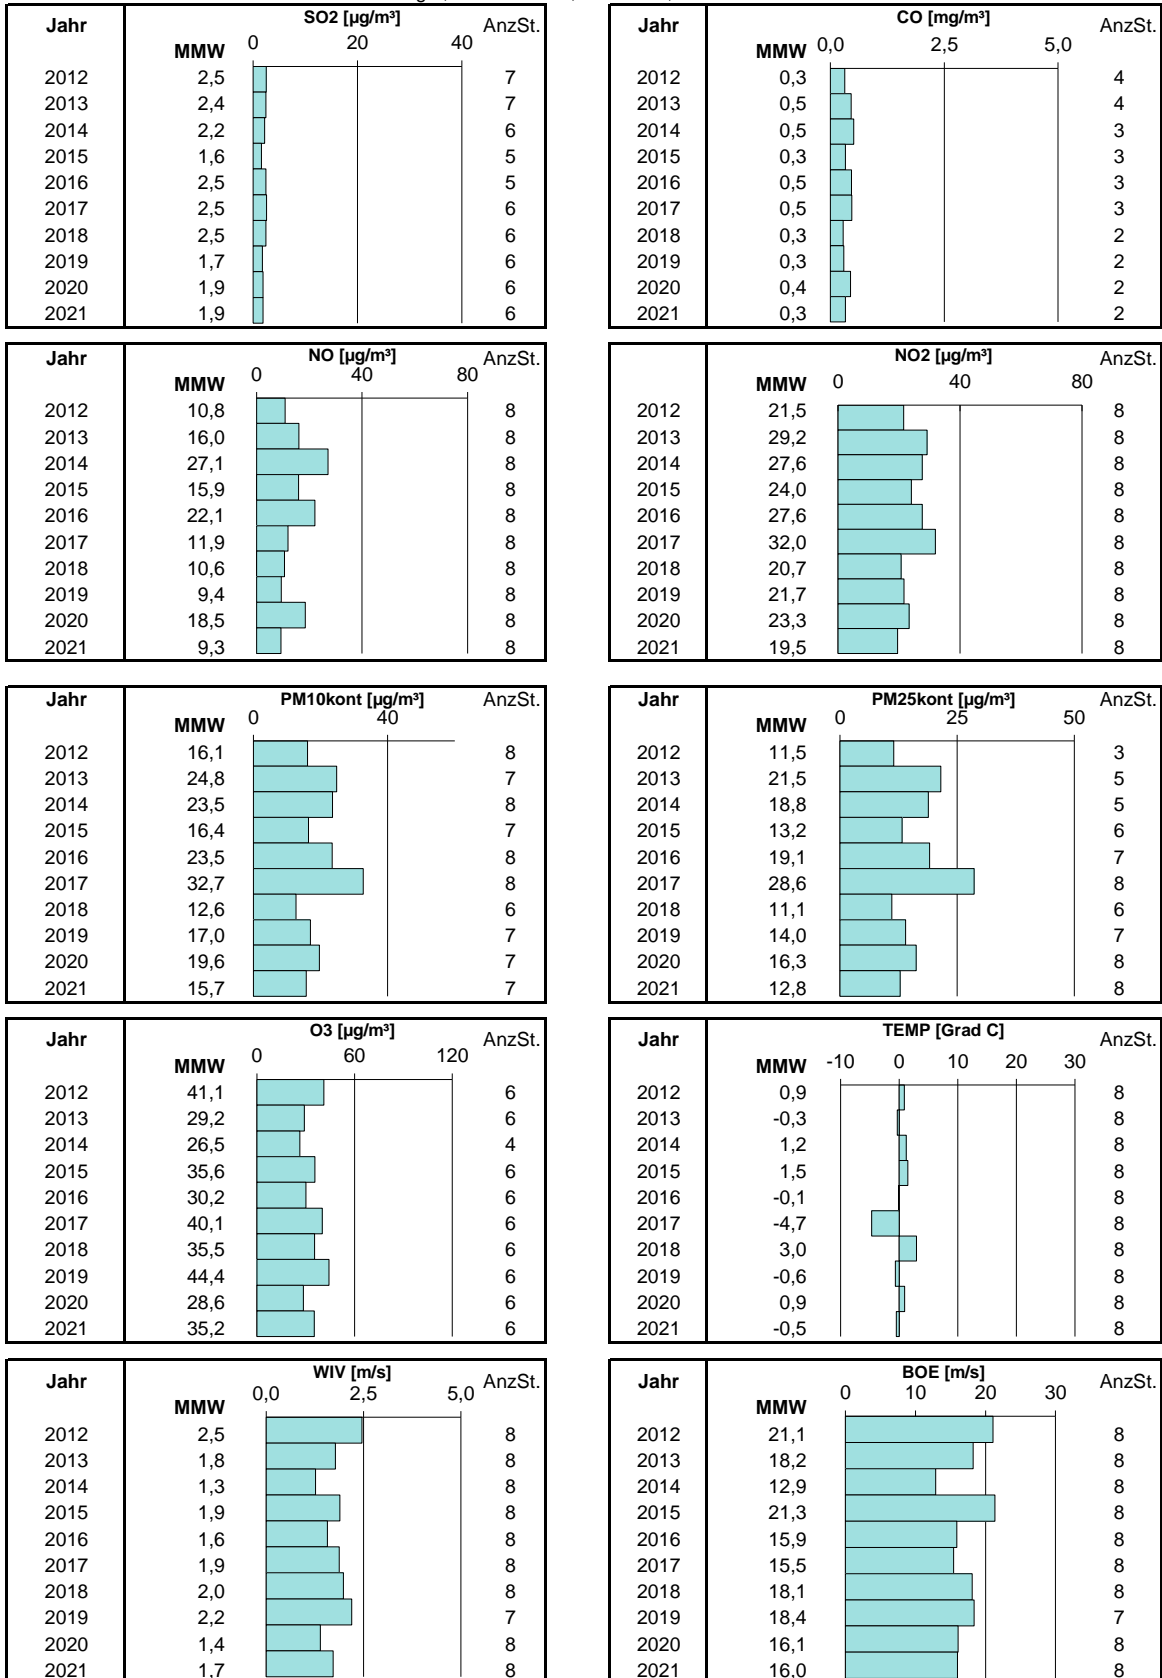 Jahr SO2 [µg/m³] AnzSt.
MMW 0 20 40
2012 2,5 7
2013 2,4 7
2014 2,2 6
2015 1,6 5
2016 2,5 5
2017 2,5 6
2018 2,5 6
2019 1,7 6
2020 1,9 6
2021 1,9 6
Jahr CO [mg/m³] AnzSt.
MMW 0,0 2,5 5,0
2012 0,3 4
2013 0,5 4
2014 0,5 3
2015 0,3 3
2016 0,5 3
2017 0,5 3
2018 0,3 2
2019 0,3 2
2020 0,4 2
2021 0,3 2
Jahr NO [µg/m³] AnzSt.
MMW 0 40 80
2012 10,8 8
2013 16,0 8
2014 27,1 8
2015 15,9 8
2016 22,1 8
2017 11,9 8
2018 10,6 8
2019 9,4 8
2020 18,5 8
2021 9,3 8
NO2 [µg/m³] AnzSt.
MMW 0 40 80
2012 21,5 8
2013 29,2 8
2014 27,6 8
2015 24,0 8
2016 27,6 8
2017 32,0 8
2018 20,7 8
2019 21,7 8
2020 23,3 8
2021 19,5 8
Jahr PM10kont [µg/m³] AnzSt.
MMW 0 40
2012 16,1 8
2013 24,8 7
2014 23,5 8
2015 16,4 7
2016 23,5 8
2017 32,7 8
2018 12,6 6
2019 17,0 7
2020 19,6 7
2021 15,7 7
Jahr PM25kont [µg/m³] AnzSt.
MMW 0 25 50
2012 11,5 3
2013 21,5 5
2014 18,8 5
2015 13,2 6
2016 19,1 7
2017 28,6 8
2018 11,1 6
2019 14,0 7
2020 16,3 8
2021 12,8 8
Jahr O3 [µg/m³] AnzSt.
MMW 0 60 120
2012 41,1 6
2013 29,2 6
2014 26,5 4
2015 35,6 6
2016 30,2 6
2017 40,1 6
2018 35,5 6
2019 44,4 6
2020 28,6 6
2021 35,2 6
Jahr TEMP [Grad C] AnzSt.
MMW -10 0 10 20 30
2012 0,9 8
2013 -0,3 8
2014 1,2 8
2015 1,5 8
2016 -0,1 8
2017 -4,7 8
2018 3,0 8
2019 -0,6 8
2020 0,9 8
2021 -0,5 8
Jahr WIV [m/s] AnzSt.
MMW 0,0 2,5 5,0
2012 2,5 8
2013 1,8 8
2014 1,3 8
2015 1,9 8
2016 1,6 8
2017 1,9 8
2018 2,0 8
2019 2,2 7
2020 1,4 8
2021 1,7 8
Jahr BOE [m/s] AnzSt.
MMW 0 10 20 30
2012 21,1 8
2013 18,2 8
2014 12,9 8
2015 21,3 8
2016 15,9 8
2017 15,5 8
2018 18,1 8
2019 18,4 7
2020 16,1 8
2021 16,0 8